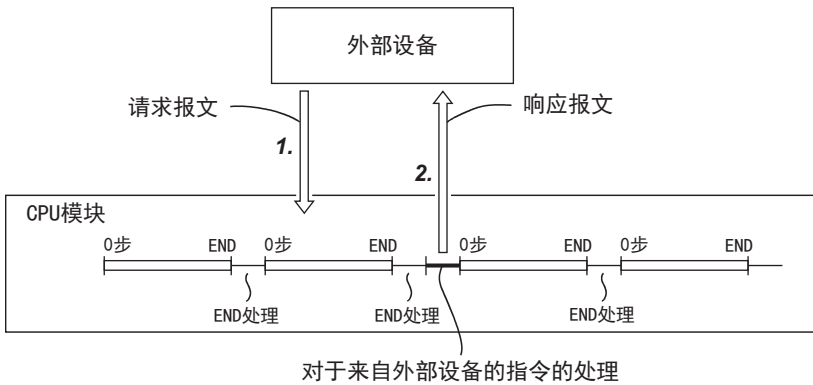 外部设备
请求报文
响应报文
1.
2.
CPU模块
0步 END 0步 END 0步 END 0步 END
END处理 END处理 END处理
对于来自外部设备的指令的处理